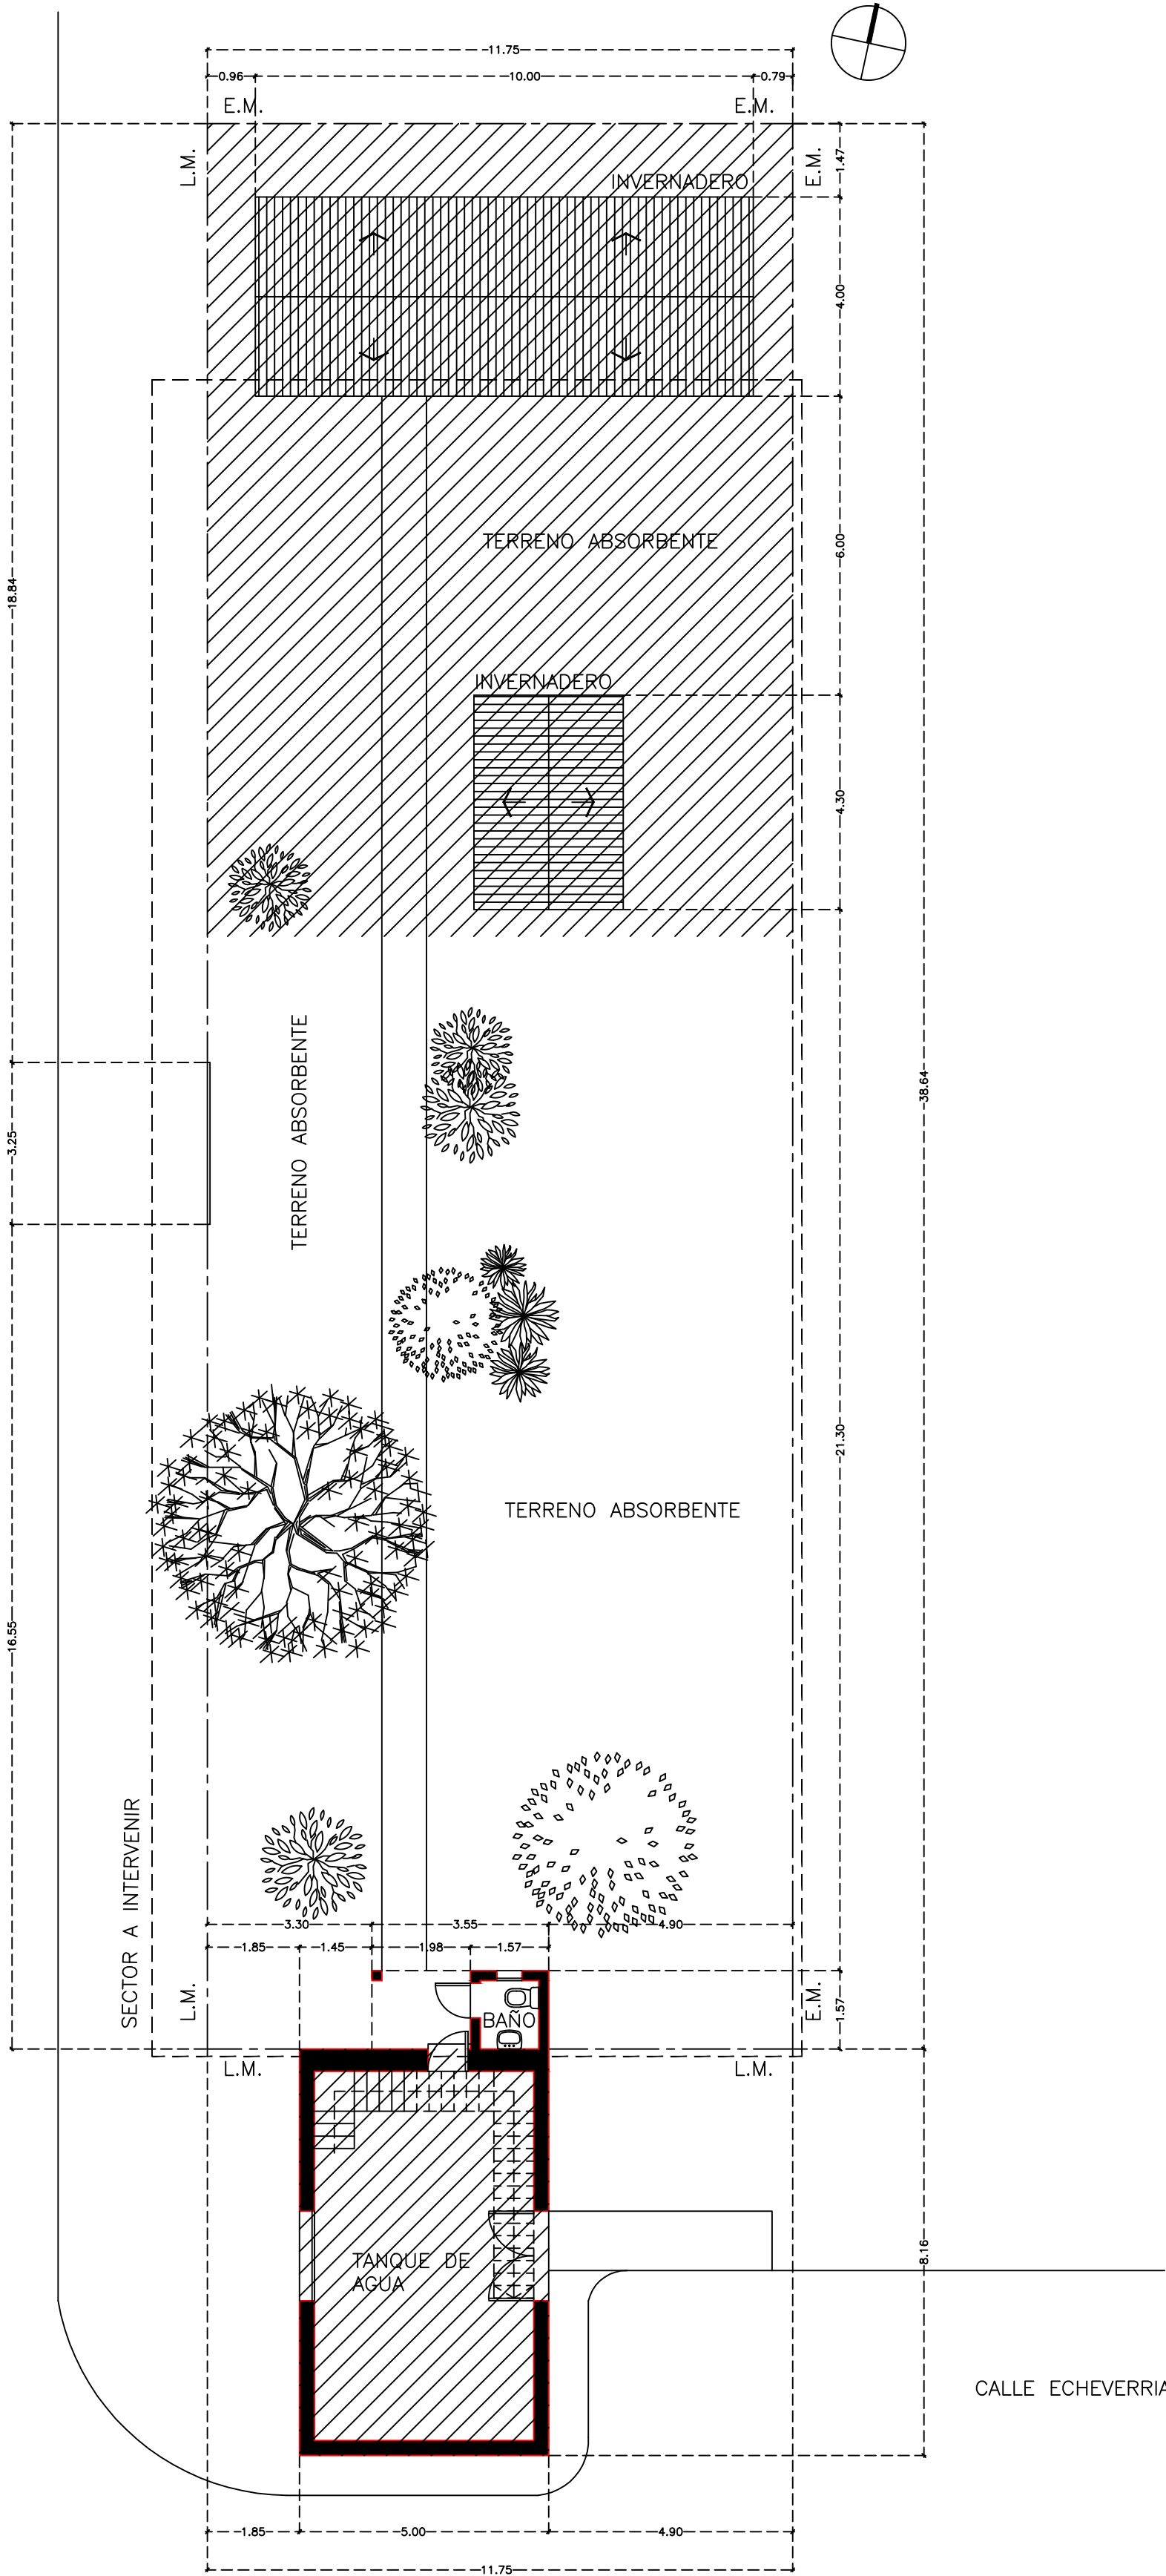 11.75
0.96
10.00
0.79
E.M.
E.M.
L.M.
E.M.
1.47
INVERNADERO
4.00
TERRENO ABSORBENTE
6.00
18.84
INVERNADERO
4.30
TERRENO ABSORBENTE
38.64
3.25
21.30
TERRENO ABSORBENTE
16.55
SECTOR A INTERVENIR
3.30
3.55
4.90
1.85
1.45
1.98
1.57
L.M.
E.M.
1.57
BAÑO
L.M.
L.M.
8.16
TANQUE DE
AGUA
CALLE ECHEVERRIA
1.85
5.00
4.90
11.75